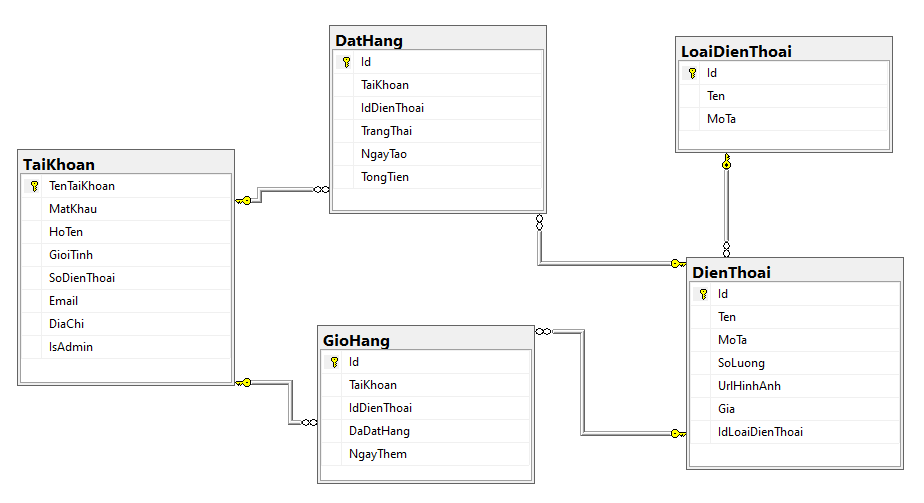 DatHang
Id
TaiKhoan
IdDienThoai
TrangThai
NgayTao
TongTien
LoaiDienThoai
Id
Ten
MoTa
TaiKhoan
TenTaiKhoan
MatKhau
HoTen
GioiTinh
SoDienThoai
Email
DiaChi
IsAdmin
GioHang
Id
TaiKhoan
IdDienThoai
DaDatHang
NgayThem
DienThoai
Id
Ten
MoTa
SoLuong
UrlHinhAnh
Gia
IdLoaiDienThoai